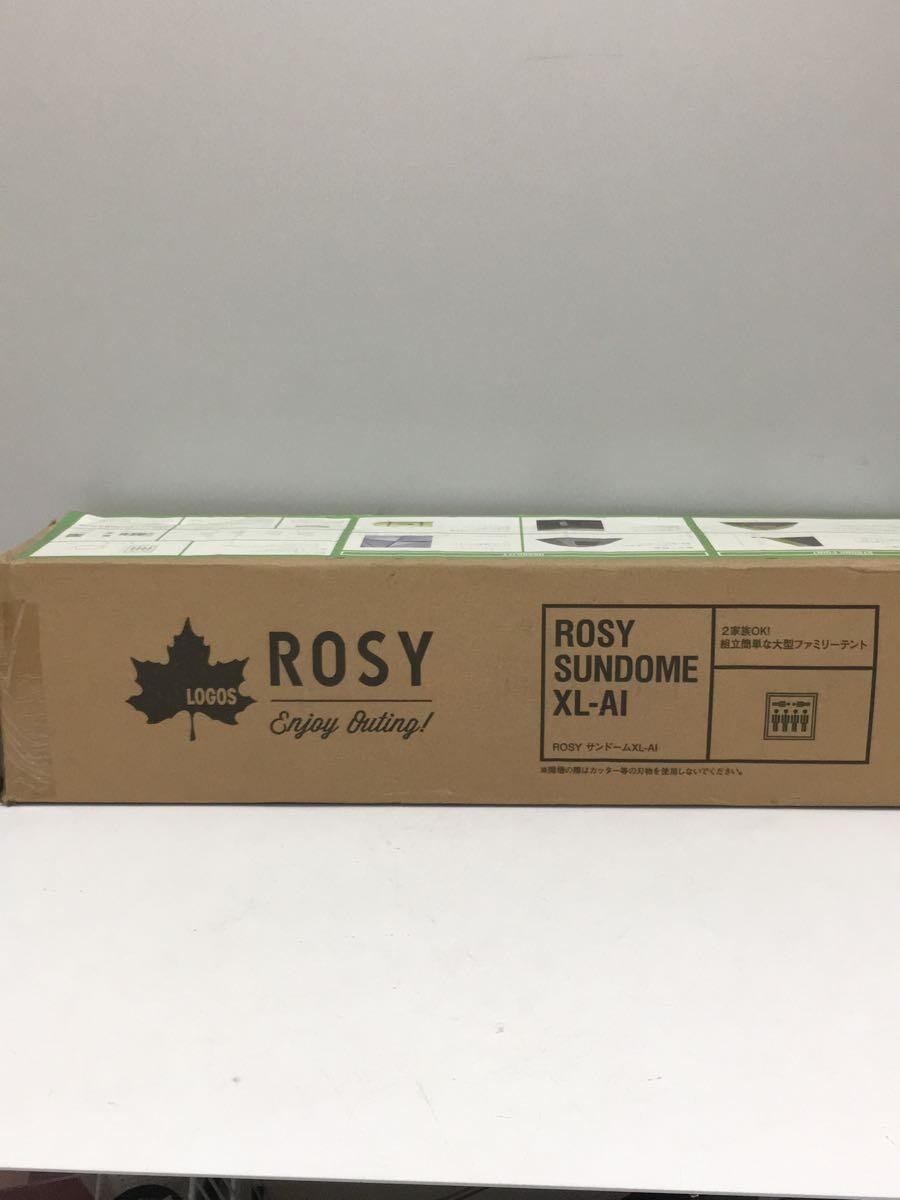 LOGOS
ROSY
Enjoy Outing!
ROSY
SUNDOME
XL-AI
ROSY サンドームXL-AI
2家族OK!
組立簡単な大型ファミリーテント
※開梱の際はカッター等の刃物を使用しないでください。